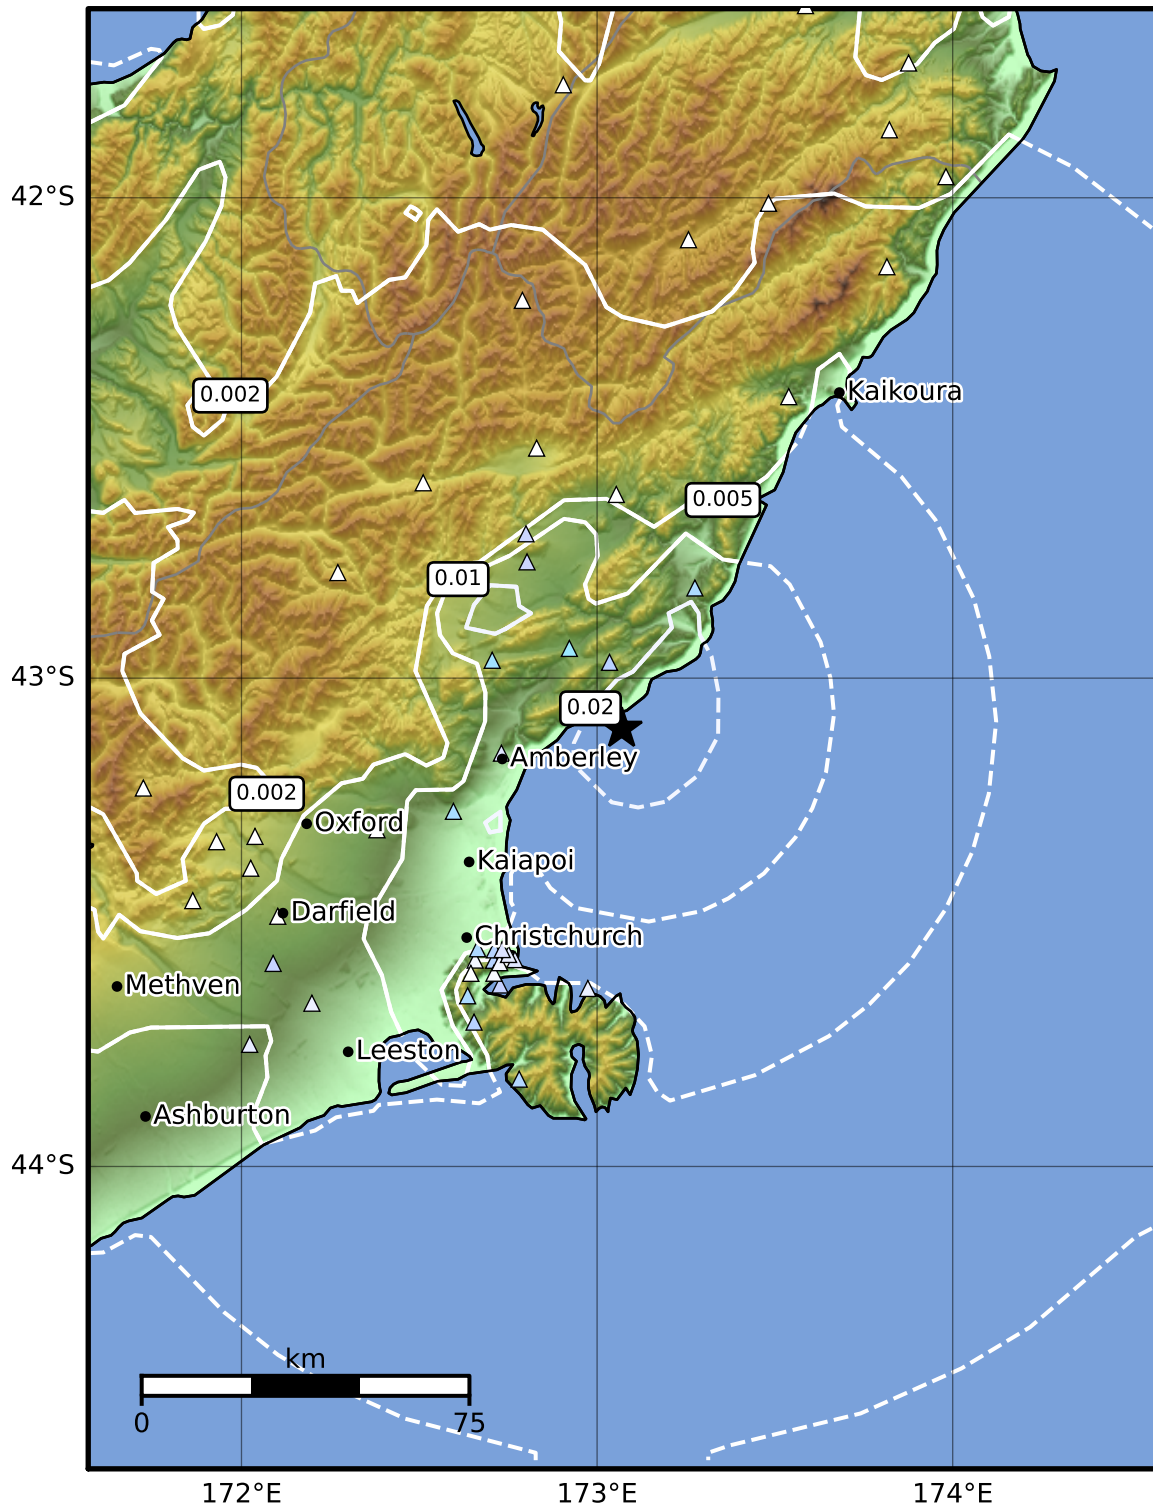 42°S
Kaikoura
0.002
0.005
0.01
43°S
0.02
Amberley
0.002
Oxford
Kaiapoi
Darfield
Christchurch
Methven
Leeston
Ashburton
44°S
km
0
75
172°E
173°E
174°E